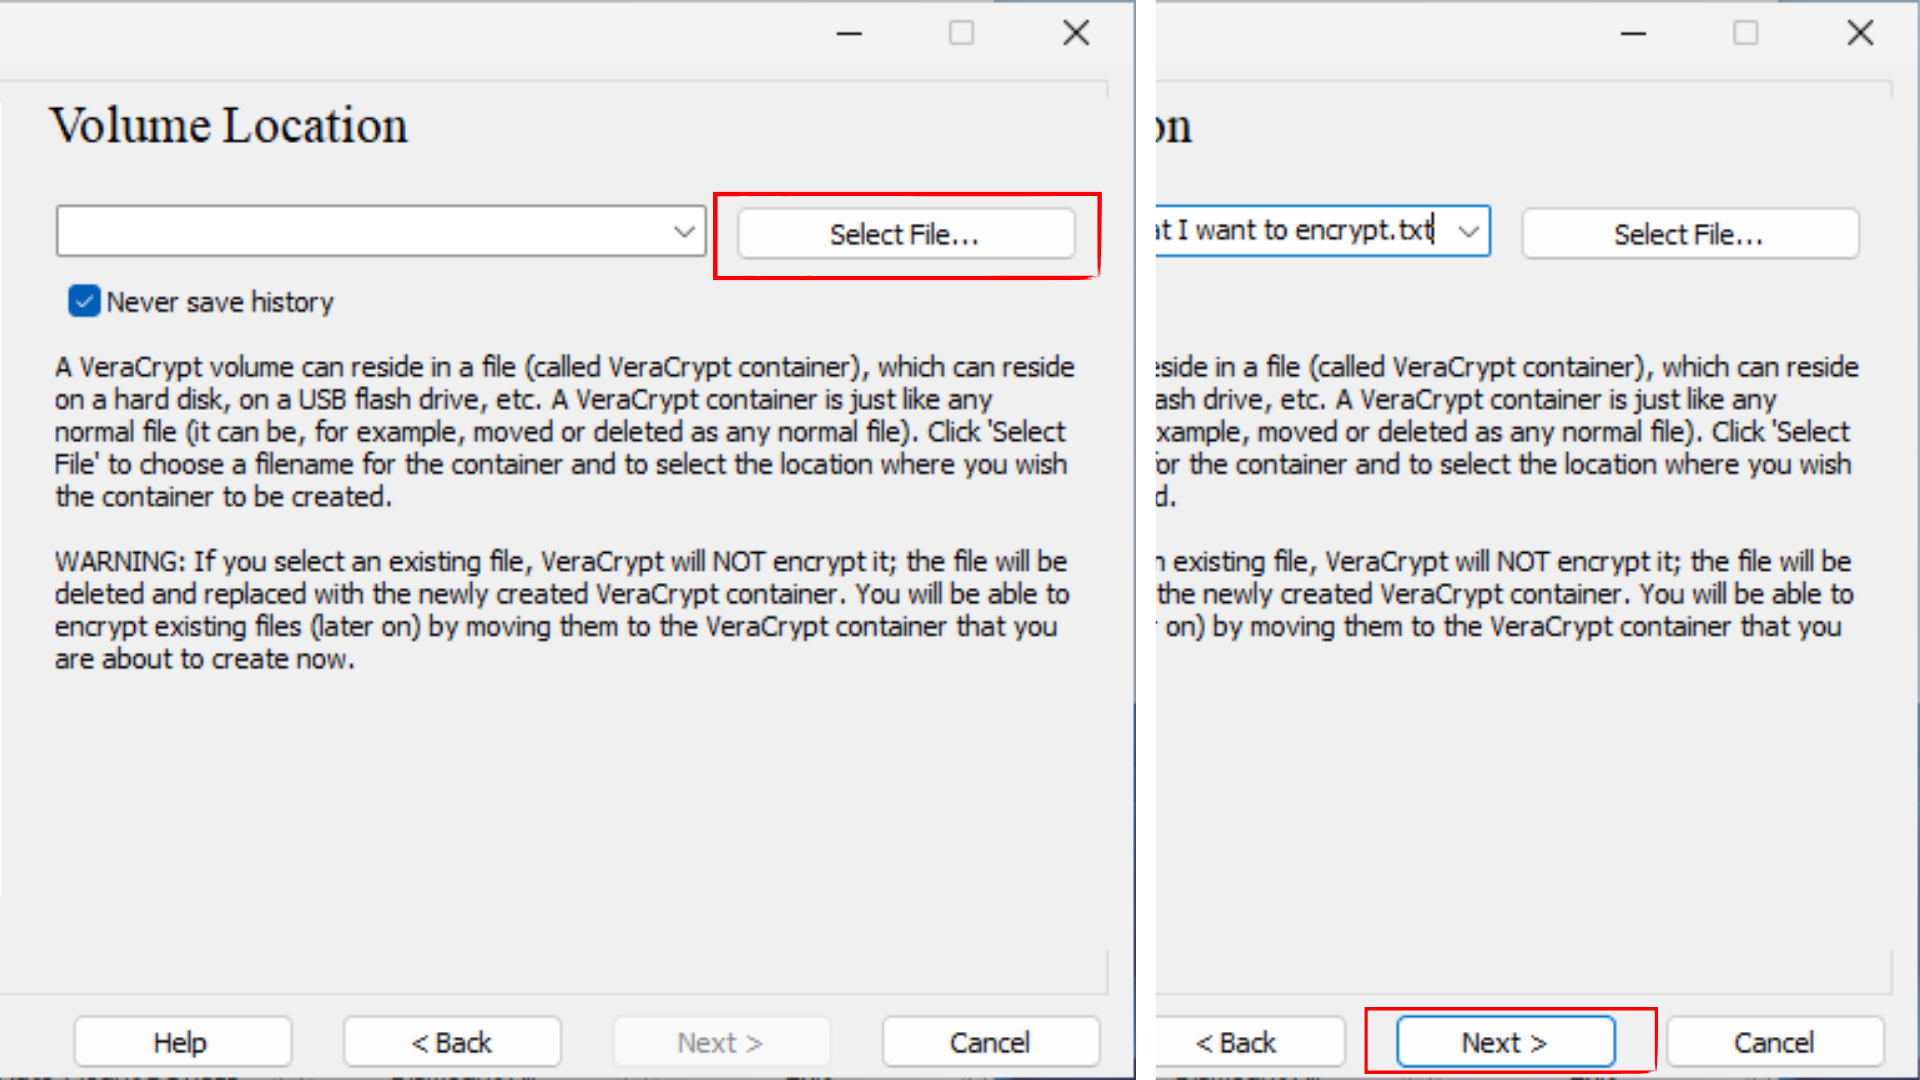 Volume Location
Select File...
Never save history
A VeraCrypt volume can reside in a file (called VeraCrypt container), which can reside
on a hard disk, on a USB flash drive, etc. A VeraCrypt container is just like any
normal file (it can be, for example, moved or deleted as any normal file). Click 'Select
File' to choose a filename for the container and to select the location where you wish
the container to be created.
WARNING: If you select an existing file, VeraCrypt will NOT encrypt it; the file will be
deleted and replaced with the newly created VeraCrypt container. You will be able to
encrypt existing files (later on) by moving them to the VeraCrypt container that you
are about to create now.
Help
< Back
Next >
Cancel
on
at I want to encrypt.txt
Select File...
eside in a file (called VeraCrypt container), which can reside
ash drive, etc. A VeraCrypt container is just like any
xample, moved or deleted as any normal file). Click 'Select
for the container and to select the location where you wish
d.
existing file, VeraCrypt will NOT encrypt it; the file will be
the newly created VeraCrypt container. You will be able to
on) by moving them to the VeraCrypt container that you
< Back
Next >
Cancel